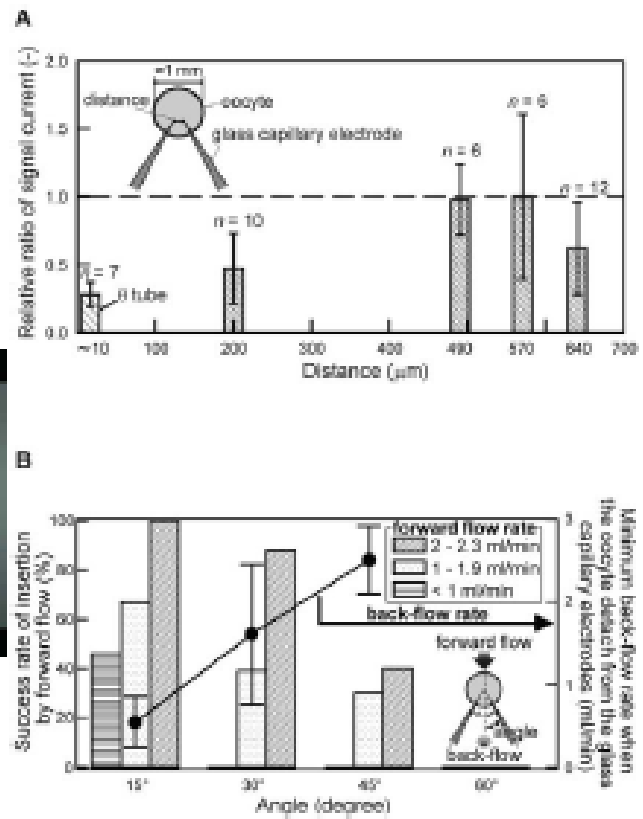 A
Relative ratio of signal current (-)
2.0
1.5
1.0
0.5
0.0
~1 mm
distance
oocyte
glass capillary electrode
n = 7
θ tube
n = 10
n = 6
n = 6
n = 12
~10 100 200 300 400 490 570 640 700
Distance (μm)
B
Success rate of insertion
by forward flow (%)
100
80
60
40
20
0
forward flow rate
2 - 2.3 ml/min
1 - 1.9 ml/min
< 1 ml/min
back-flow rate
forward flow
angle
back-flow
15° 30° 45° 60°
Angle (degree)
3
2
1
0
Minimum back-flow rate when
the oocyte detach from the glass
capillary electrodes (ml/min)